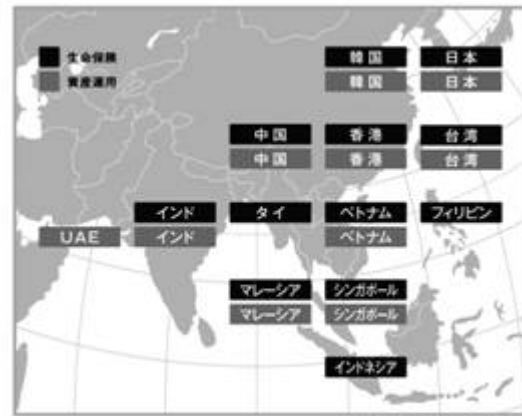 生命保険
資産運用
韓国 日本
韓国 日本
中国 香港 台湾
中国 香港 台湾
インド タイ ベトナム フィリピン
UAE インド ベトナム
マレーシア シンガポール
マレーシア シンガポール
インドネシア